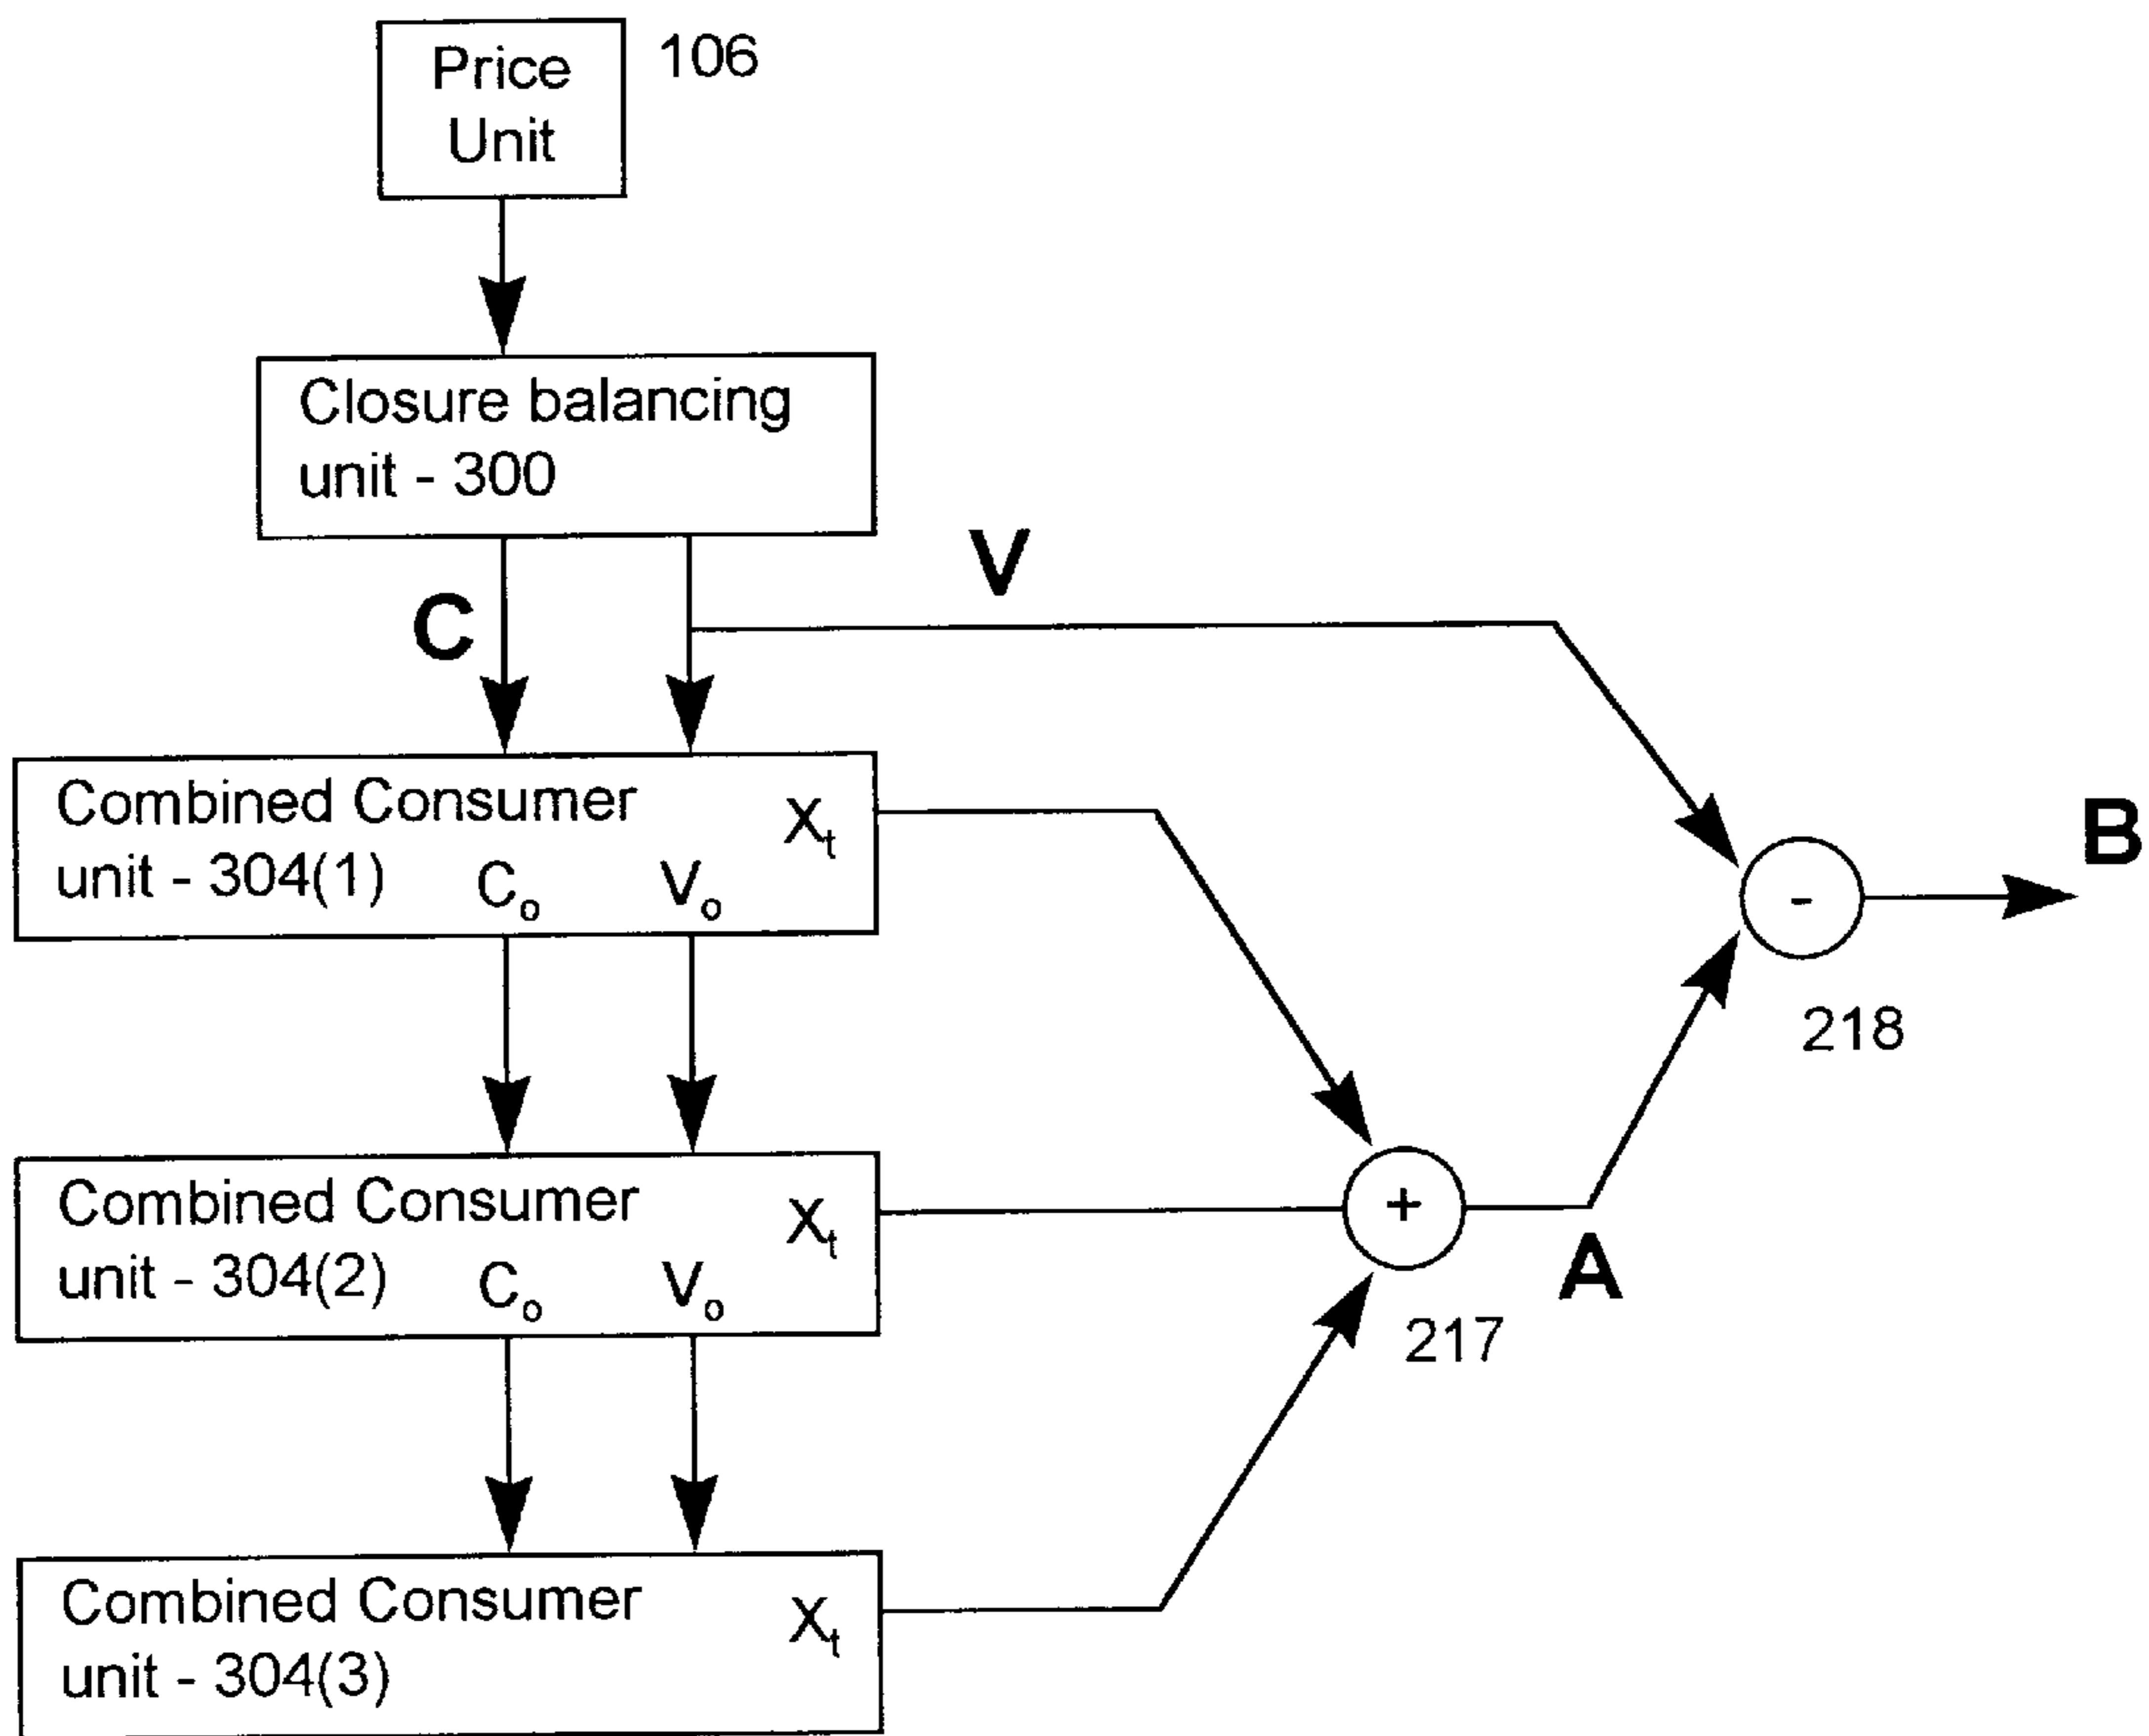 Price
Unit
106
Closure balancing
unit - 300
C
V
Combined Consumer
unit - 304(1)
Xt
Co
Vo
B
-
218
Combined Consumer
unit - 304(2)
Xt
Co
Vo
+
A
217
Combined Consumer
unit - 304(3)
Xt